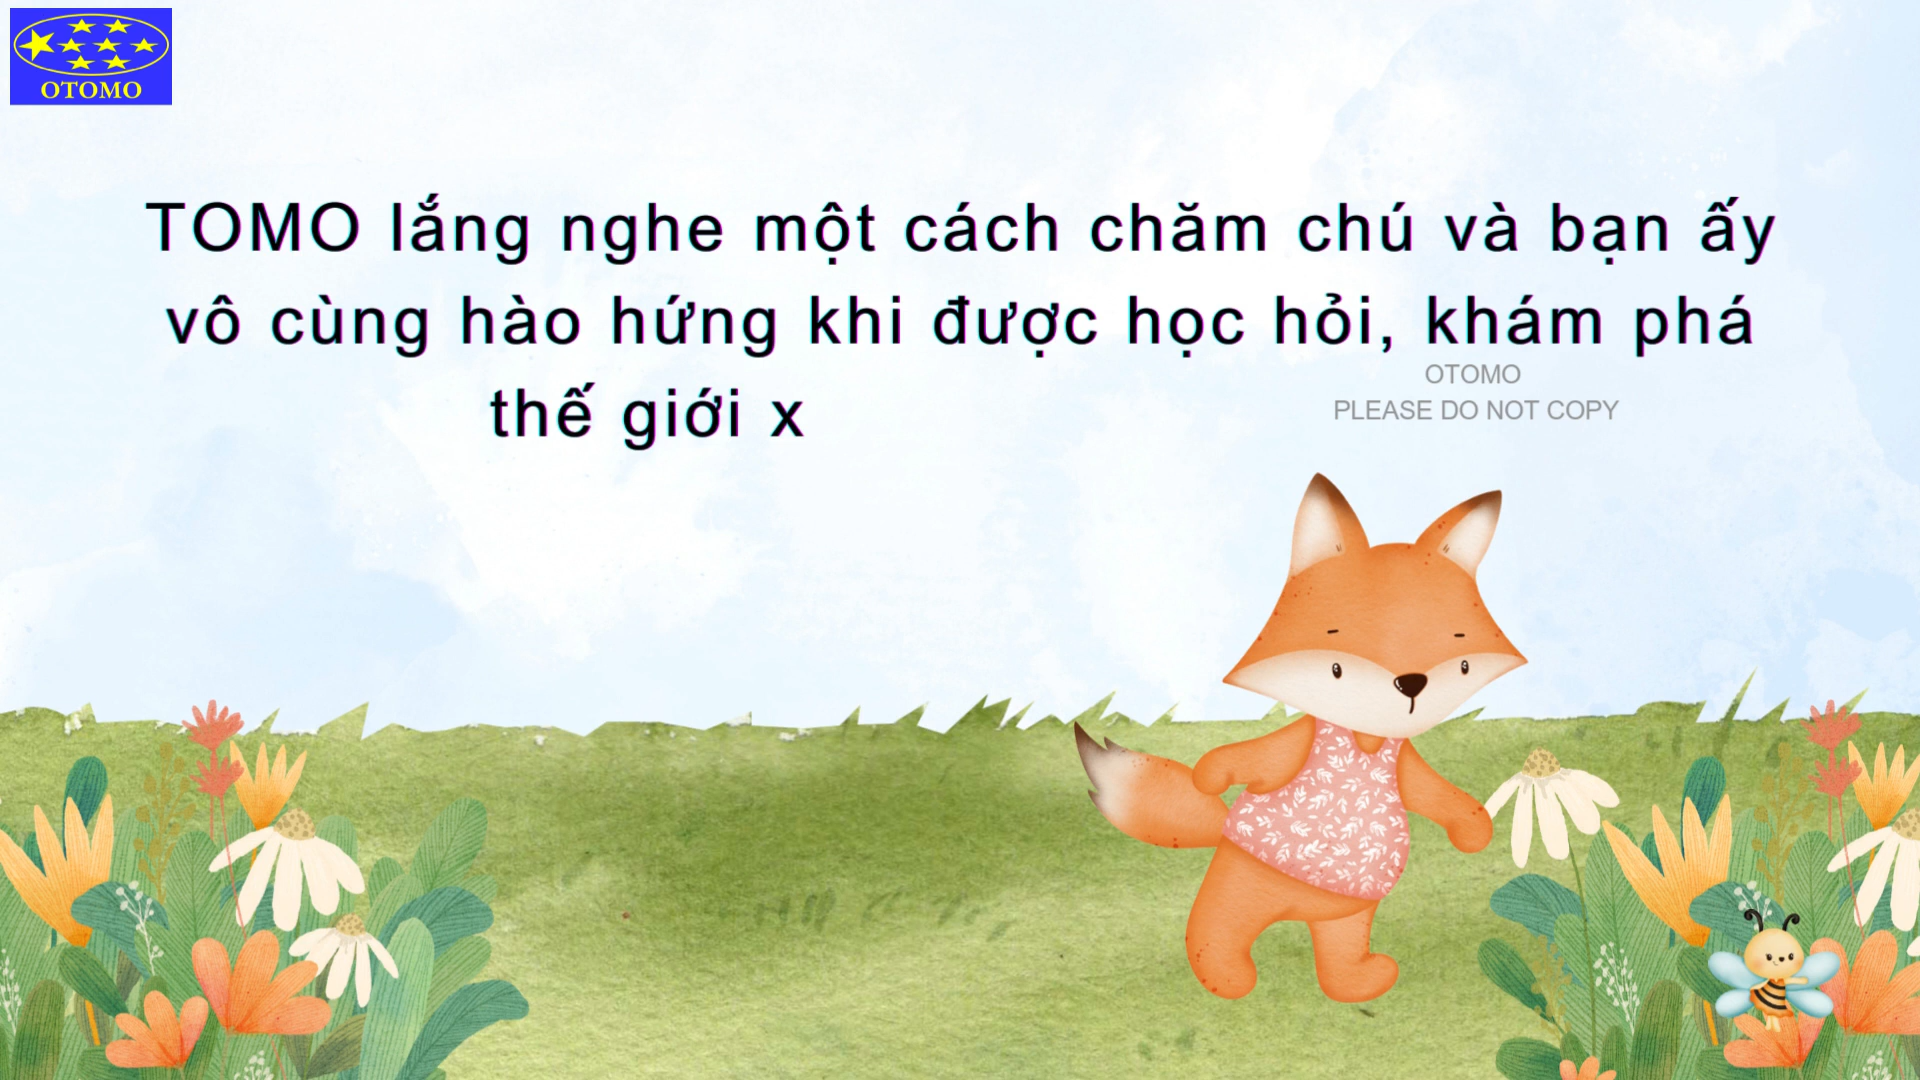 OTOMO
TOMO lắng nghe một cách chăm chú và bạn ấy
vô cùng hào hứng khi được học hỏi, khám phá
thế giới x
OTOMO
PLEASE DO NOT COPY